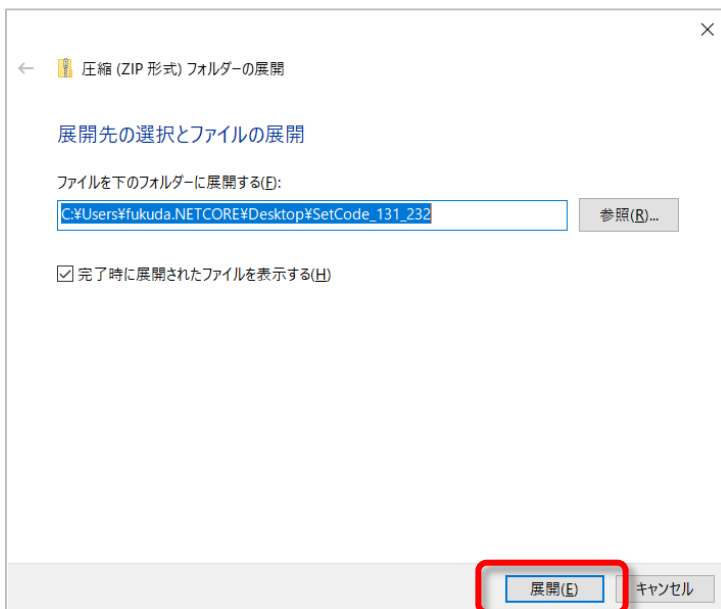 圧縮 (ZIP 形式) フォルダーの展開
展開先の選択とファイルの展開
ファイルを下のフォルダーに展開する(F):
C:¥Users¥fukuda.NETCORE¥Desktop¥SetCode_131_232
参照(R)...
完了時に展開されたファイルを表示する(H)
展開(E)
キャンセル